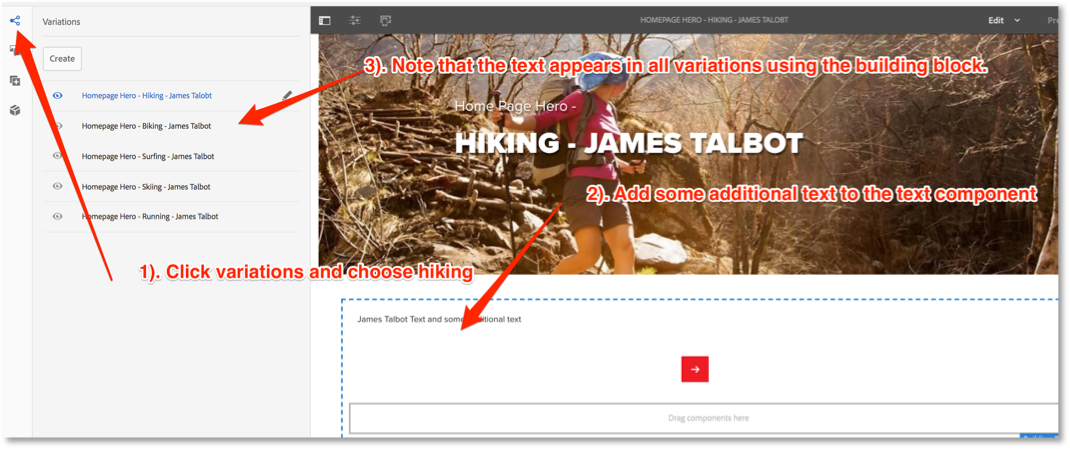 Variations
HOMEPAGE HERO - HIKING - JAMES TALOBT
Edit
Create
3). Note that the text appears in all variations using the building block.
Homepage Hero - Hiking - James Talobt
Home Page Hero -
Homepage Hero - Biking - James Talbot
HIKING - JAMES TALBOT
Homepage Hero - Surfing - James Talbot
Homepage Hero - Skiing - James Talbot
2). Add some additional text to the text component
Homepage Hero - Running - James Talbot
1). Click variations and choose hiking
James Talbot Text and some additional text
Drag components here